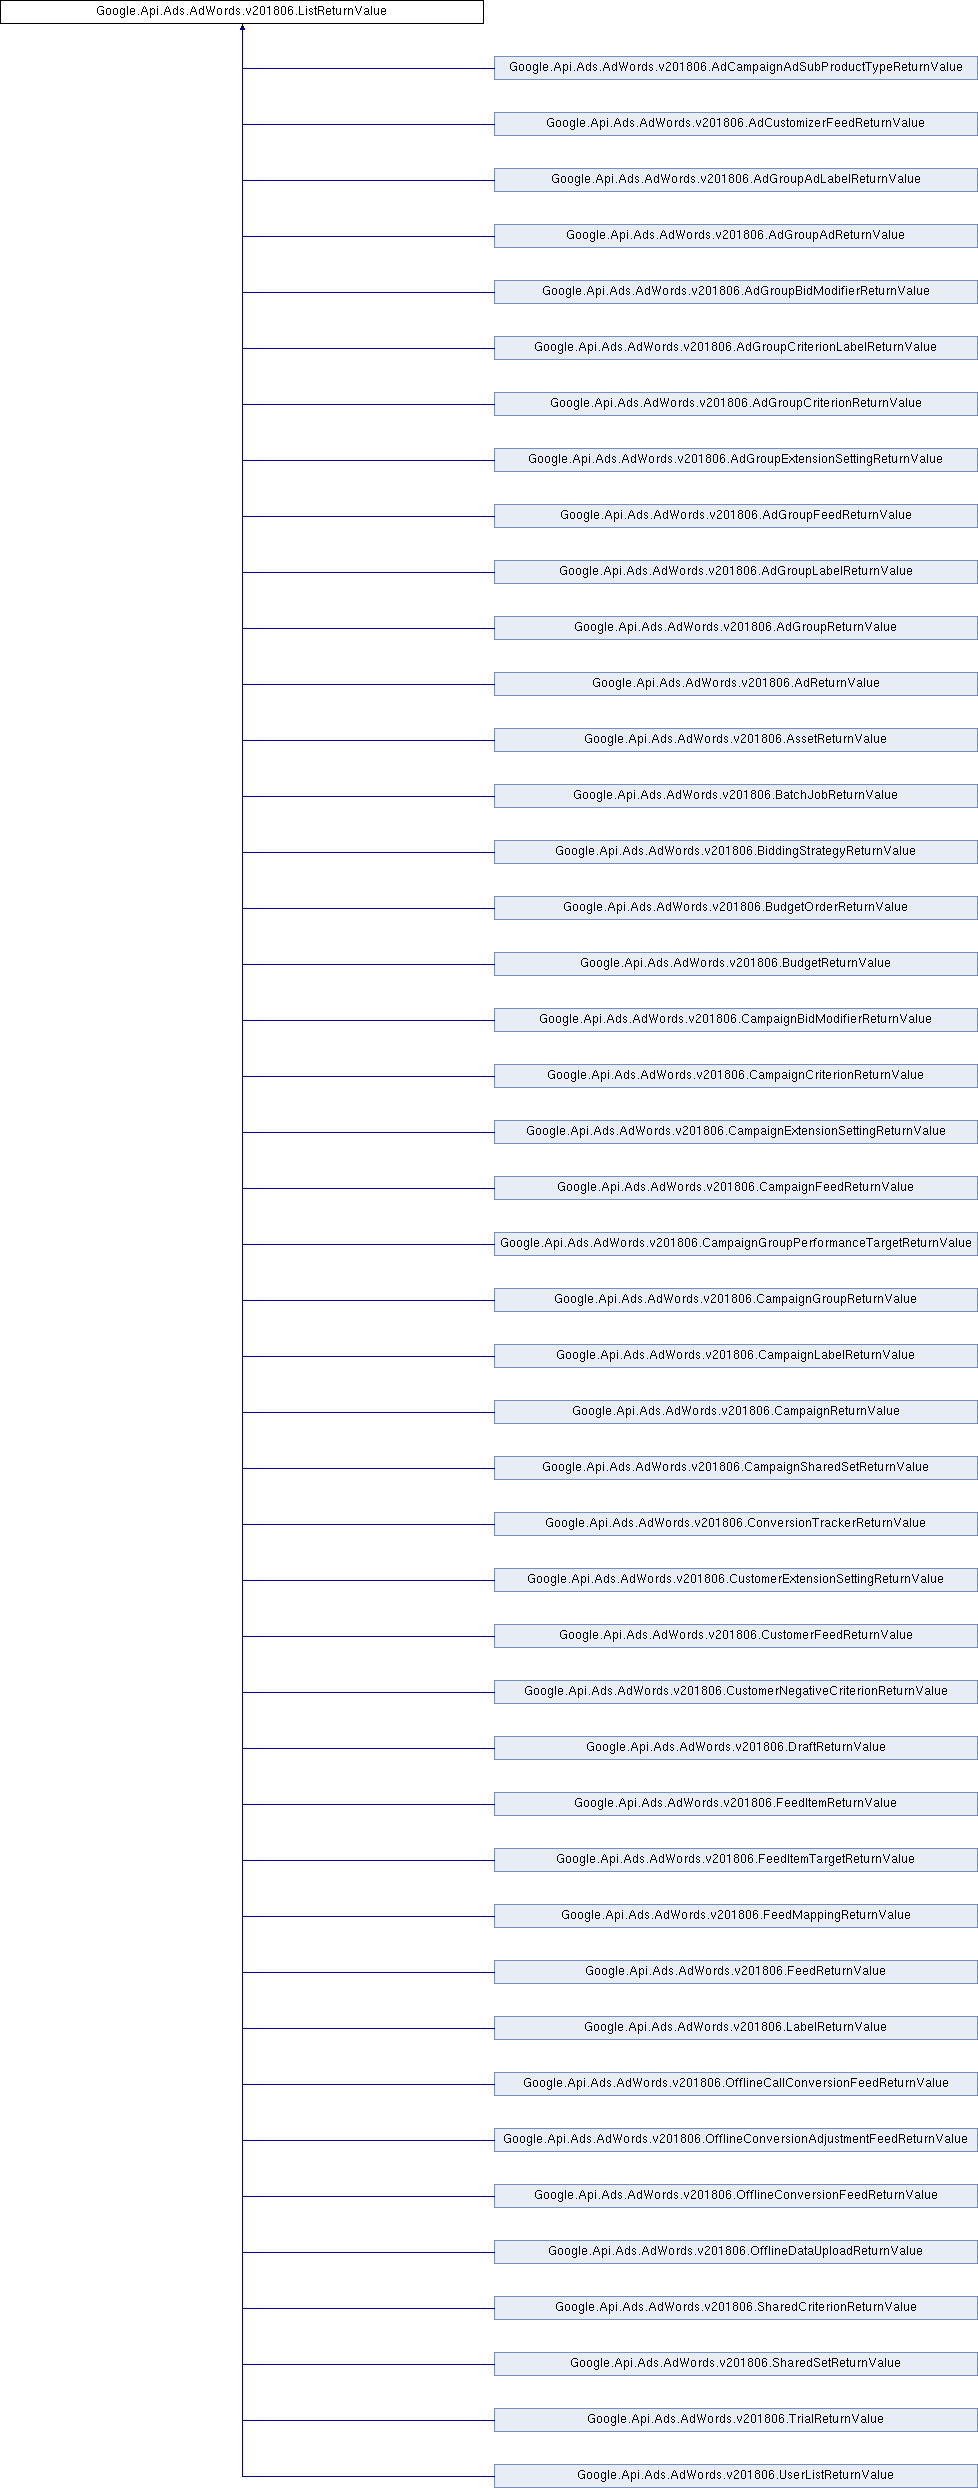 Google.Api.Ads.AdWords.v201806.ListReturnValue
Google.Api.Ads.AdWords.v201806.AdCampaignAdSubProductTypeReturnValue
Google.Api.Ads.AdWords.v201806.AdCustomizerFeedReturnValue
Google.Api.Ads.AdWords.v201806.AdGroupAdLabelReturnValue
Google.Api.Ads.AdWords.v201806.AdGroupAdReturnValue
Google.Api.Ads.AdWords.v201806.AdGroupBidModifierReturnValue
Google.Api.Ads.AdWords.v201806.AdGroupCriterionLabelReturnValue
Google.Api.Ads.AdWords.v201806.AdGroupCriterionReturnValue
Google.Api.Ads.AdWords.v201806.AdGroupExtensionSettingReturnValue
Google.Api.Ads.AdWords.v201806.AdGroupFeedReturnValue
Google.Api.Ads.AdWords.v201806.AdGroupLabelReturnValue
Google.Api.Ads.AdWords.v201806.AdGroupReturnValue
Google.Api.Ads.AdWords.v201806.AdReturnValue
Google.Api.Ads.AdWords.v201806.AssetReturnValue
Google.Api.Ads.AdWords.v201806.BatchJobReturnValue
Google.Api.Ads.AdWords.v201806.BiddingStrategyReturnValue
Google.Api.Ads.AdWords.v201806.BudgetOrderReturnValue
Google.Api.Ads.AdWords.v201806.BudgetReturnValue
Google.Api.Ads.AdWords.v201806.CampaignBidModifierReturnValue
Google.Api.Ads.AdWords.v201806.CampaignCriterionReturnValue
Google.Api.Ads.AdWords.v201806.CampaignExtensionSettingReturnValue
Google.Api.Ads.AdWords.v201806.CampaignFeedReturnValue
Google.Api.Ads.AdWords.v201806.CampaignGroupPerformanceTargetReturnValue
Google.Api.Ads.AdWords.v201806.CampaignGroupReturnValue
Google.Api.Ads.AdWords.v201806.CampaignLabelReturnValue
Google.Api.Ads.AdWords.v201806.CampaignReturnValue
Google.Api.Ads.AdWords.v201806.CampaignSharedSetReturnValue
Google.Api.Ads.AdWords.v201806.ConversionTrackerReturnValue
Google.Api.Ads.AdWords.v201806.CustomerExtensionSettingReturnValue
Google.Api.Ads.AdWords.v201806.CustomerFeedReturnValue
Google.Api.Ads.AdWords.v201806.CustomerNegativeCriterionReturnValue
Google.Api.Ads.AdWords.v201806.DraftReturnValue
Google.Api.Ads.AdWords.v201806.FeedItemReturnValue
Google.Api.Ads.AdWords.v201806.FeedItemTargetReturnValue
Google.Api.Ads.AdWords.v201806.FeedMappingReturnValue
Google.Api.Ads.AdWords.v201806.FeedReturnValue
Google.Api.Ads.AdWords.v201806.LabelReturnValue
Google.Api.Ads.AdWords.v201806.OfflineCallConversionFeedReturnValue
Google.Api.Ads.AdWords.v201806.OfflineConversionAdjustmentFeedReturnValue
Google.Api.Ads.AdWords.v201806.OfflineConversionFeedReturnValue
Google.Api.Ads.AdWords.v201806.OfflineDataUploadReturnValue
Google.Api.Ads.AdWords.v201806.SharedCriterionReturnValue
Google.Api.Ads.AdWords.v201806.SharedSetReturnValue
Google.Api.Ads.AdWords.v201806.TrialReturnValue
Google.Api.Ads.AdWords.v201806.UserListReturnValue